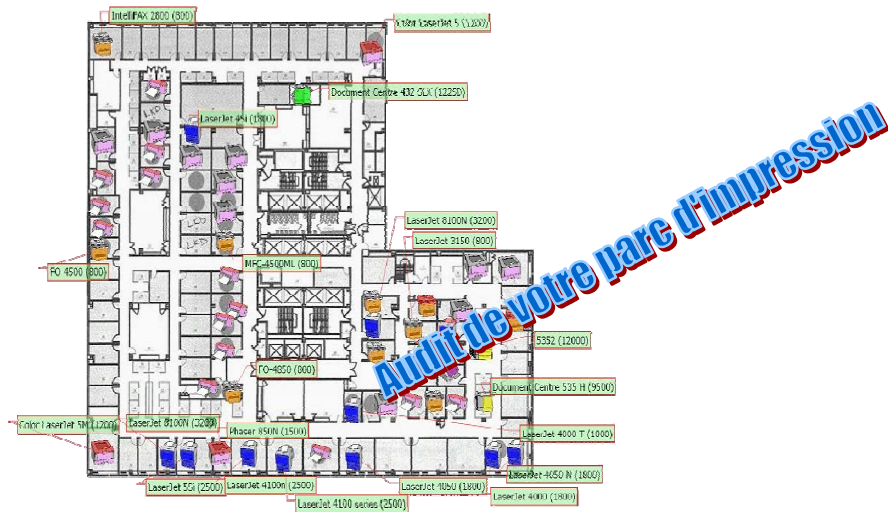 IntelliFAX 2800 (800)
Color LaserJet 5 (1200)
Document Centre 432 SLX (12250)
LaserJet 4Si (1800)
Audit de votre parc d'impression
LaserJet 8100N (3200)
LaserJet 3150 (800)
MFC-4500ML (800)
FO 4500 (800)
5352 (12000)
FO-4850 (800)
Document Centre 535 H (9500)
Color LaserJet 5M (1200)
LaserJet 8100N (3200)
Phaser 850N (1500)
LaserJet 4000 T (1000)
LaserJet 4050 N (1800)
LaserJet 5Si (2500)
LaserJet 4100n (2500)
LaserJet 4050 (1800)
LaserJet 4000 (1800)
LaserJet 4100 series (2500)